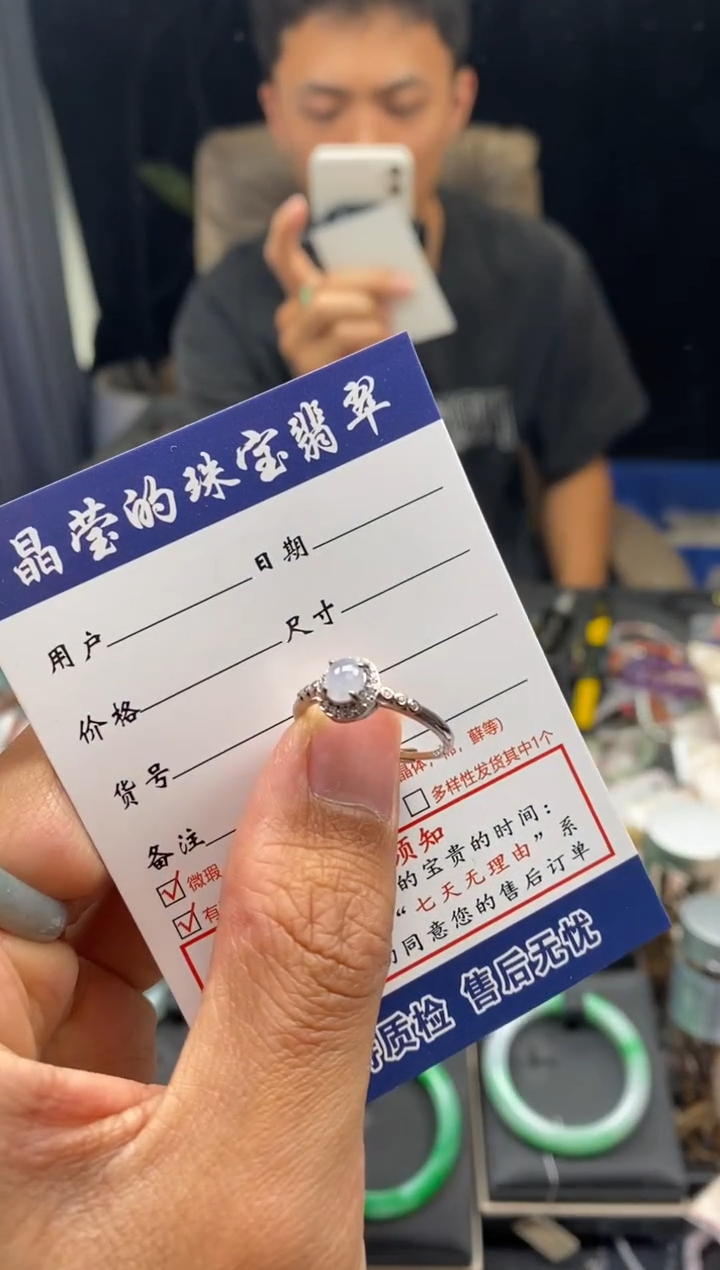 晶莹的珠宝翡翠
用户 日期
价格 尺寸
货号
备注
晶体，棉，藓等)
微瑕
多样性发货其中1个
有
须知
的宝贵的时间：
“七天无理由”系
同意您的售后订单
质检 售后无忧